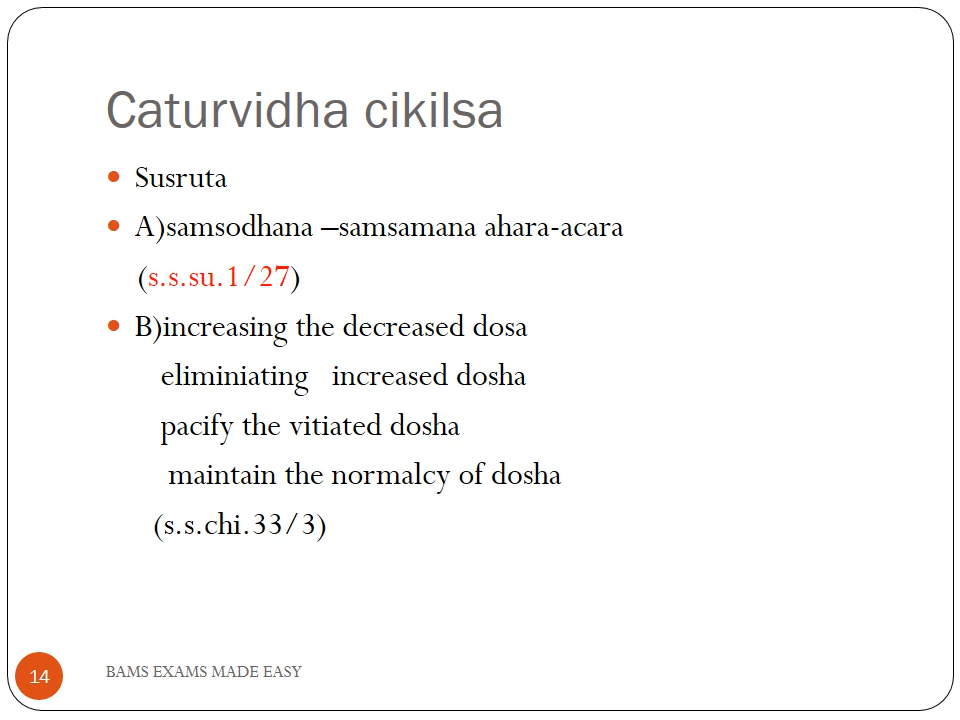 Caturvidha cikilsa
• Susruta
• A)samsodhana –samsamana ahara-acara
(s.s.su.1/27)
• B)increasing the decreased dosa
eliminiating increased dosha
pacify the vitiated dosha
maintain the normalcy of dosha
(s.s.chi.33/3)
14 BAMS EXAMS MADE EASY